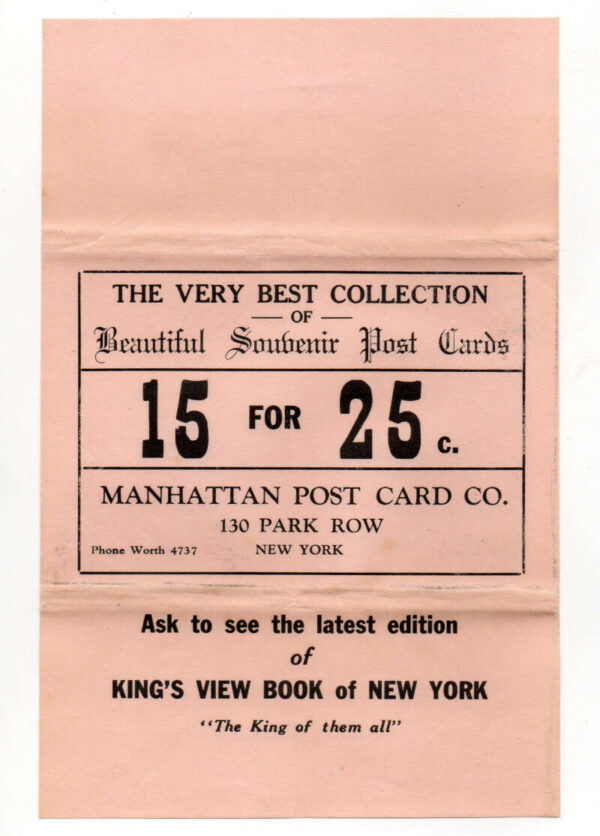 THE VERY BEST COLLECTION
— OF —
Beautiful Souvenir Post Cards
15 FOR 25 c.
MANHATTAN POST CARD CO.
130 PARK ROW
Phone Worth 4737 NEW YORK
Ask to see the latest edition
of
KING'S VIEW BOOK of NEW YORK
"The King of them all"